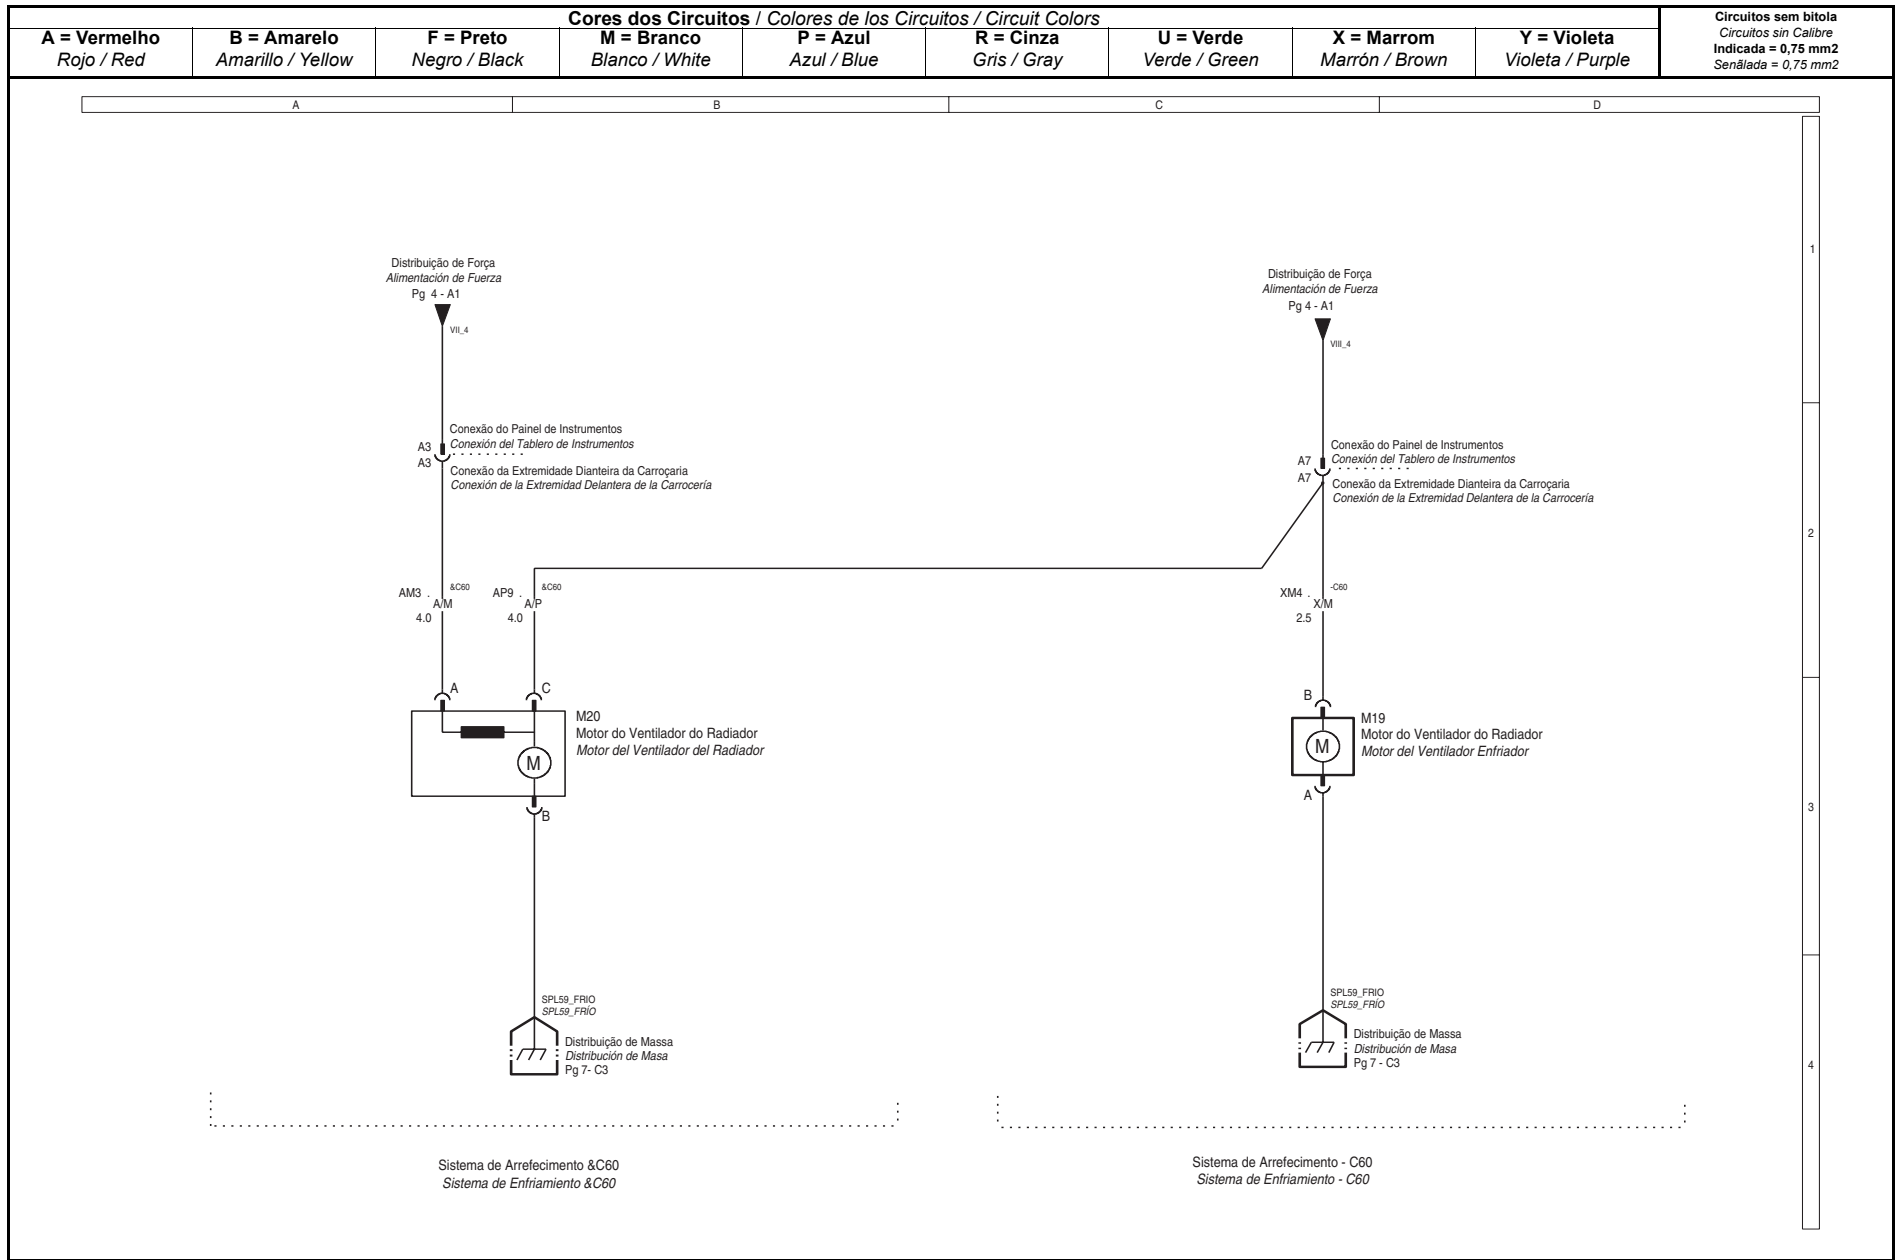 Cores dos Circuitos / Colores de los Circuitos / Circuit Colors
A = Vermelho
Rojo / Red
B = Amarelo
Amarillo / Yellow
F = Preto
Negro / Black
M = Branco
Blanco / White
P = Azul
Azul / Blue
R = Cinza
Gris / Gray
U = Verde
Verde / Green
X = Marrom
Marrón / Brown
Y = Violeta
Violeta / Purple
Circuitos sem bitola
Circuitos sin Calibre
Indicada = 0,75 mm2
Senãlada = 0,75 mm2
A
B
C
D
1
2
3
4
Distribuição de Força
Alimentación de Fuerza
Pg 4 - A1
VII_4
A3
A3
Conexão do Painel de Instrumentos
Conexión del Tablero de Instrumentos
Conexão da Extremidade Dianteira da Carroçaria
Conexión de la Extremidad Delantera de la Carrocería
AM3 .
&C60
A/M
4.0
AP9 .
&C60
A/P
4.0
A
C
M
M20
Motor do Ventilador do Radiador
Motor del Ventilador del Radiador
B
SPL59_FRIO
SPL59_FRÍO
Distribuição de Massa
Distribución de Masa
Pg 7- C3
Sistema de Arrefecimento &C60
Sistema de Enfriamiento &C60
Distribuição de Força
Alimentación de Fuerza
Pg 4 - A1
VIII_4
A7
A7
Conexão do Painel de Instrumentos
Conexión del Tablero de Instrumentos
Conexão da Extremidade Dianteira da Carroçaria
Conexión de la Extremidad Delantera de la Carrocería
XM4 .
-C60
X/M
2.5
B
M
M19
Motor do Ventilador do Radiador
Motor del Ventilador Enfriador
A
SPL59_FRIO
SPL59_FRÍO
Distribuição de Massa
Distribución de Masa
Pg 7 - C3
Sistema de Arrefecimento - C60
Sistema de Enfriamiento - C60